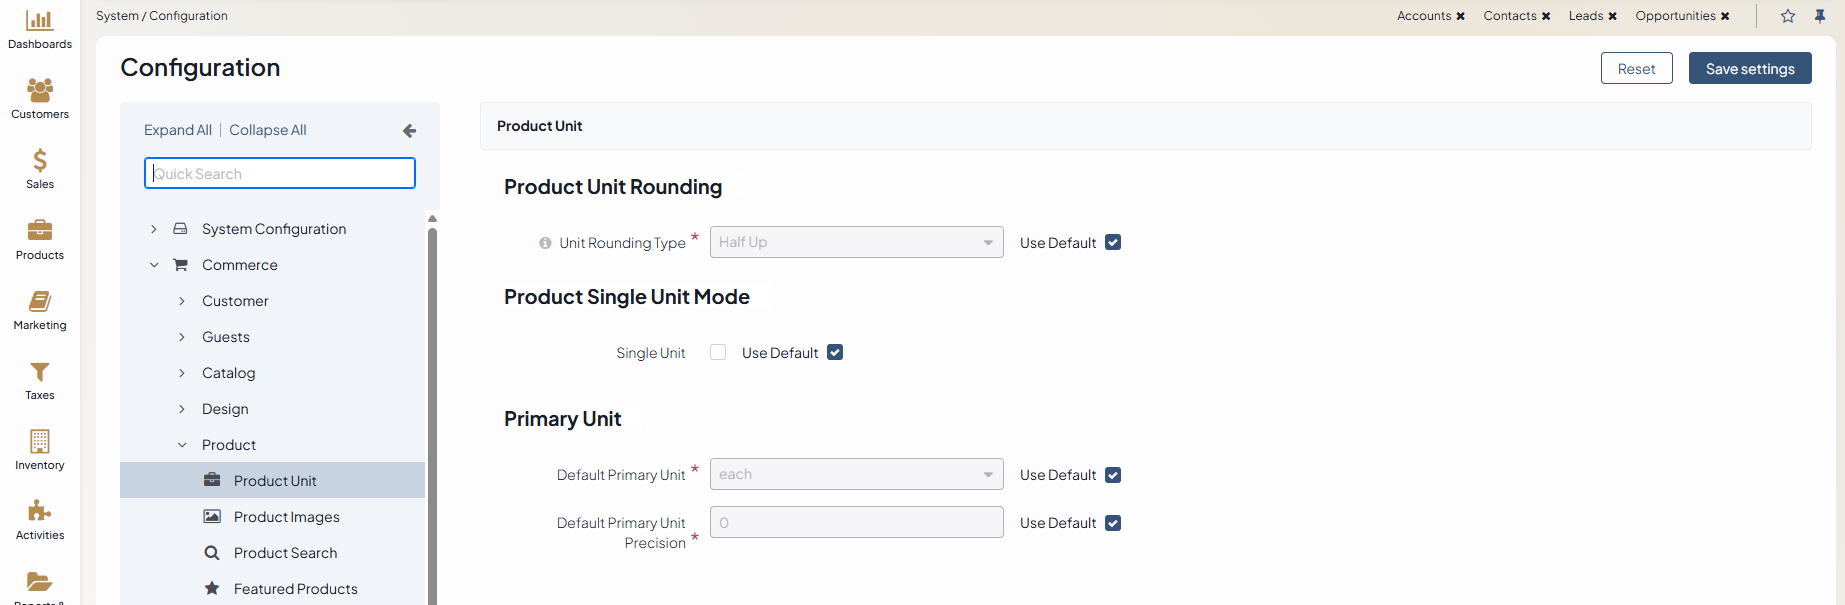 System / Configuration
Accounts ✖ Contacts ✖ Leads ✖ Opportunities ✖
Dashboards
Customers
Sales
Products
Marketing
Taxes
Inventory
Activities
Configuration
Reset
Save settings
Expand All | Collapse All
Quick Search
System Configuration
Commerce
Customer
Guests
Catalog
Design
Product
Product Unit
Product Images
Product Search
Featured Products
Product Unit
Product Unit Rounding
Unit Rounding Type * Half Up Use Default
Product Single Unit Mode
Single Unit Use Default
Primary Unit
Default Primary Unit * each Use Default
Default Primary Unit 0 Use Default
Precision *